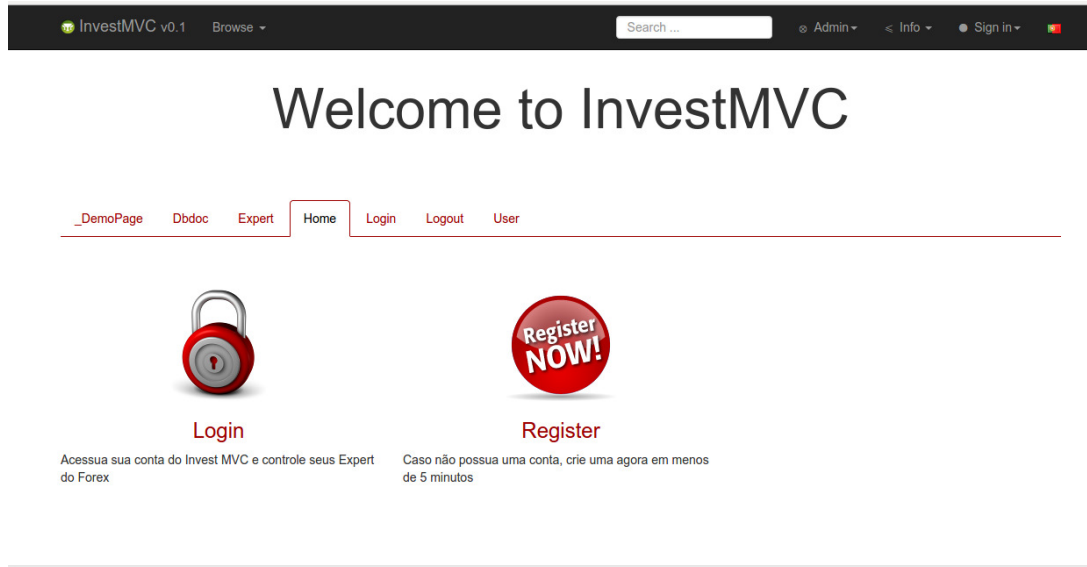 InvestMVC v0.1 Browse Search ... Admin Info Sign in
Welcome to InvestMVC
_DemoPage Dbdoc Expert Home Login Logout User
Register
NOW!
Login Register
Acessua sua conta do Invest MVC e controle seus Expert
do Forex
Caso não possua uma conta, crie uma agora em menos
de 5 minutos